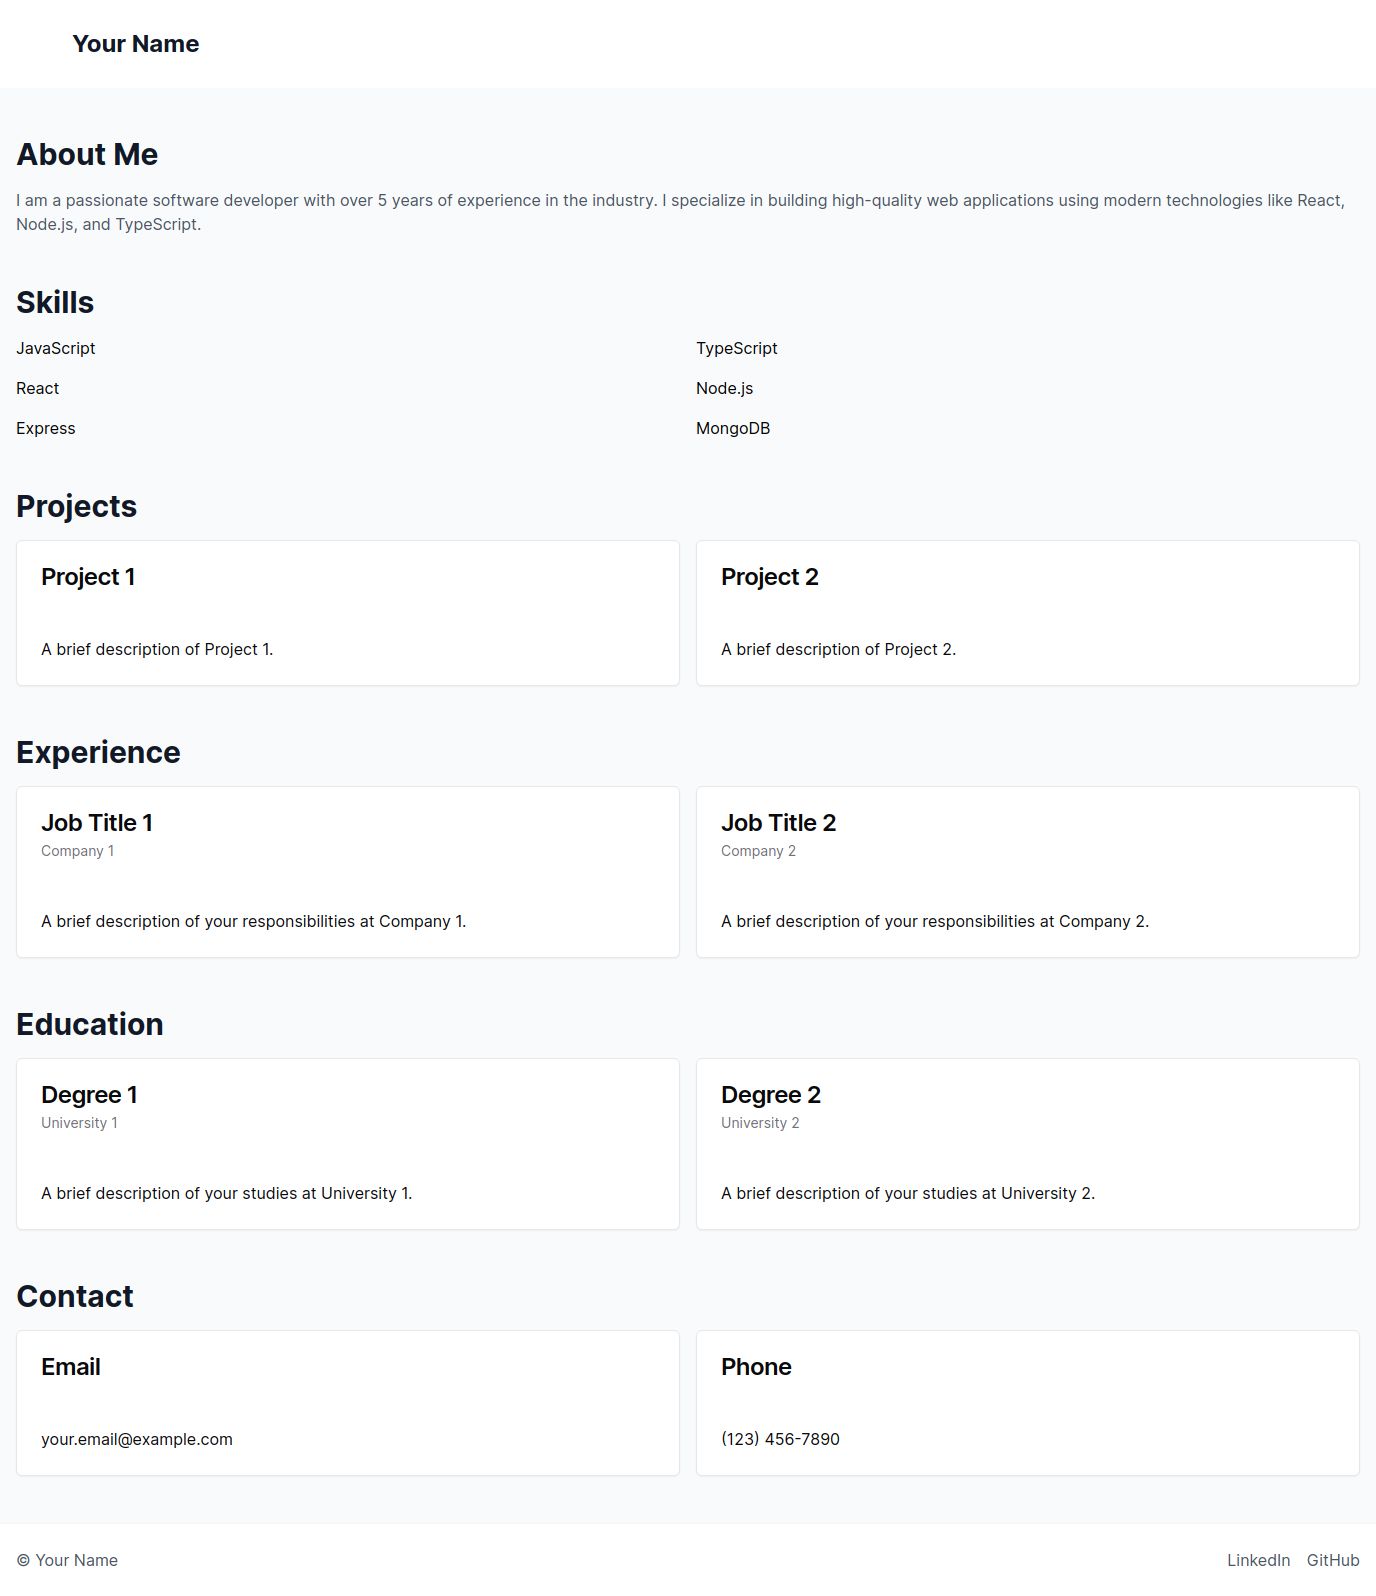 Your Name
About Me
I am a passionate software developer with over 5 years of experience in the industry. I specialize in building high-quality web applications using modern technologies like React,
Node.js, and TypeScript.
Skills
JavaScript
TypeScript
React
Node.js
Express
MongoDB
Projects
Project 1
A brief description of Project 1.
Project 2
A brief description of Project 2.
Experience
Job Title 1
Company 1
A brief description of your responsibilities at Company 1.
Job Title 2
Company 2
A brief description of your responsibilities at Company 2.
Education
Degree 1
University 1
A brief description of your studies at University 1.
Degree 2
University 2
A brief description of your studies at University 2.
Contact
Email
your.email@example.com
Phone
(123) 456-7890
© Your Name
LinkedIn
GitHub